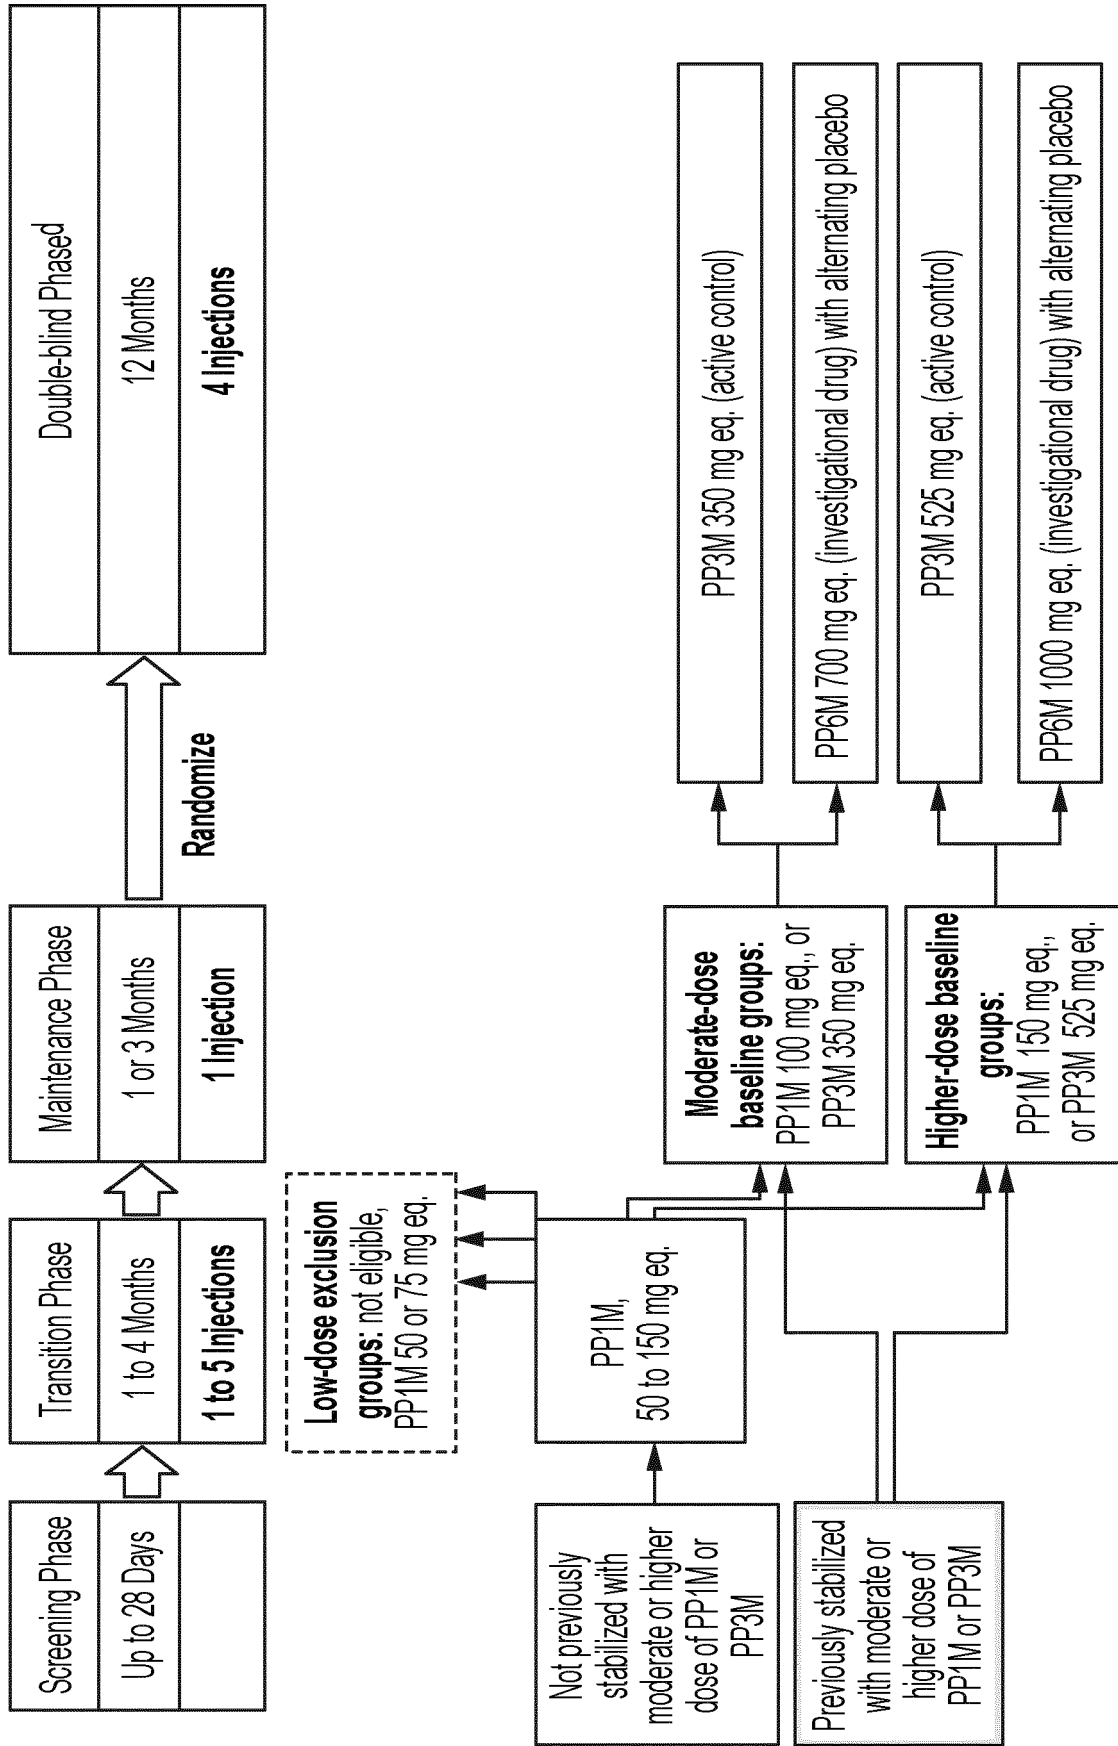 Screening Phase
Up to 28 Days
Transition Phase
1 to 4 Months
1 to 5 Injections
Maintenance Phase
1 or 3 Months
1 Injection
Randomize
Double-blind Phased
12 Months
4 Injections
Low-dose exclusion
groups: not eligible,
PP1M 50 or 75 mg eq.
Not previously
stabilized with
moderate or higher
dose of PP1M or
PP3M
PP1M,
50 to 150 mg eq.
Previously stabilized
with moderate or
higher dose of
PP1M or PP3M
Moderate-dose
baseline groups:
PP1M 100 mg eq., or
PP3M 350 mg eq.
Higher-dose baseline
groups:
PP1M 150 mg eq.,
or PP3M 525 mg eq.
PP3M 350 mg eq. (active control)
PP6M 700 mg eq. (investigational drug) with alternating placebo
PP3M 525 mg eq. (active control)
PP6M 1000 mg eq. (investigational drug) with alternating placebo